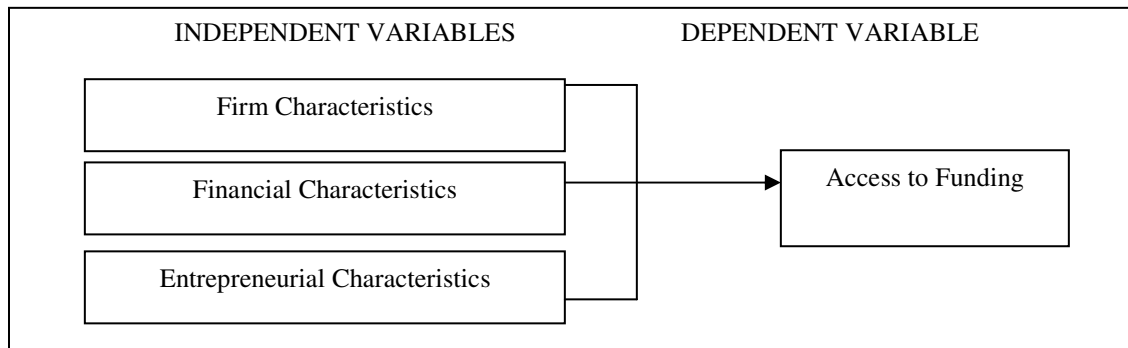 INDEPENDENT VARIABLES DEPENDENT VARIABLE
Firm Characteristics
Financial Characteristics
Access to Funding
Entrepreneurial Characteristics